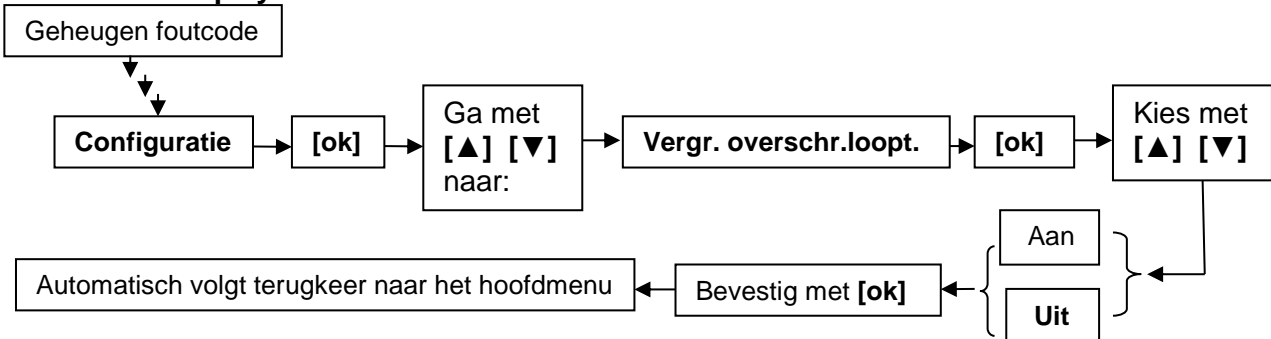 Geheugen foutcode
Configuratie
[ok]
Ga met
[▲] [▼]
naar:
Vergr. overschr.loopt.
[ok]
Kies met
[▲] [▼]
Aan
Uit
Bevestig met [ok]
Automatisch volgt terugkeer naar het hoofdmenu